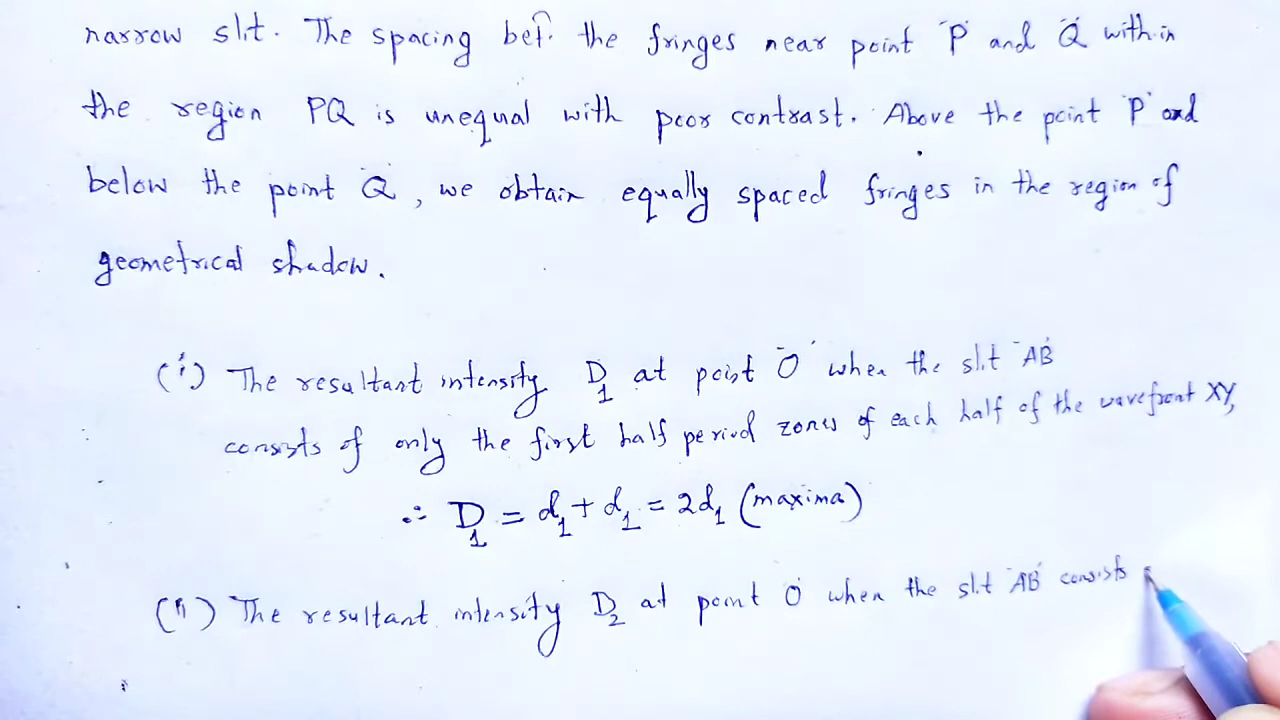 narrow slit. The spacing bet. the fringes near point 'P' and 'Q' within
the region PQ is unequal with poor contrast. Above the point 'P' and
below the point 'Q', we obtain equally spaced fringes in the region of
geometrical shadow.
(i) The resultant intensity D₁ at point 'O' when the slit 'AB'
consists of only the first half period zones of each half of the wavefront XY,
∴ D₁ = d₁ + d₁ = 2d₁ (maxima)
(ii) The resultant intensity D₂ at point 'O' when the slit 'AB' consists